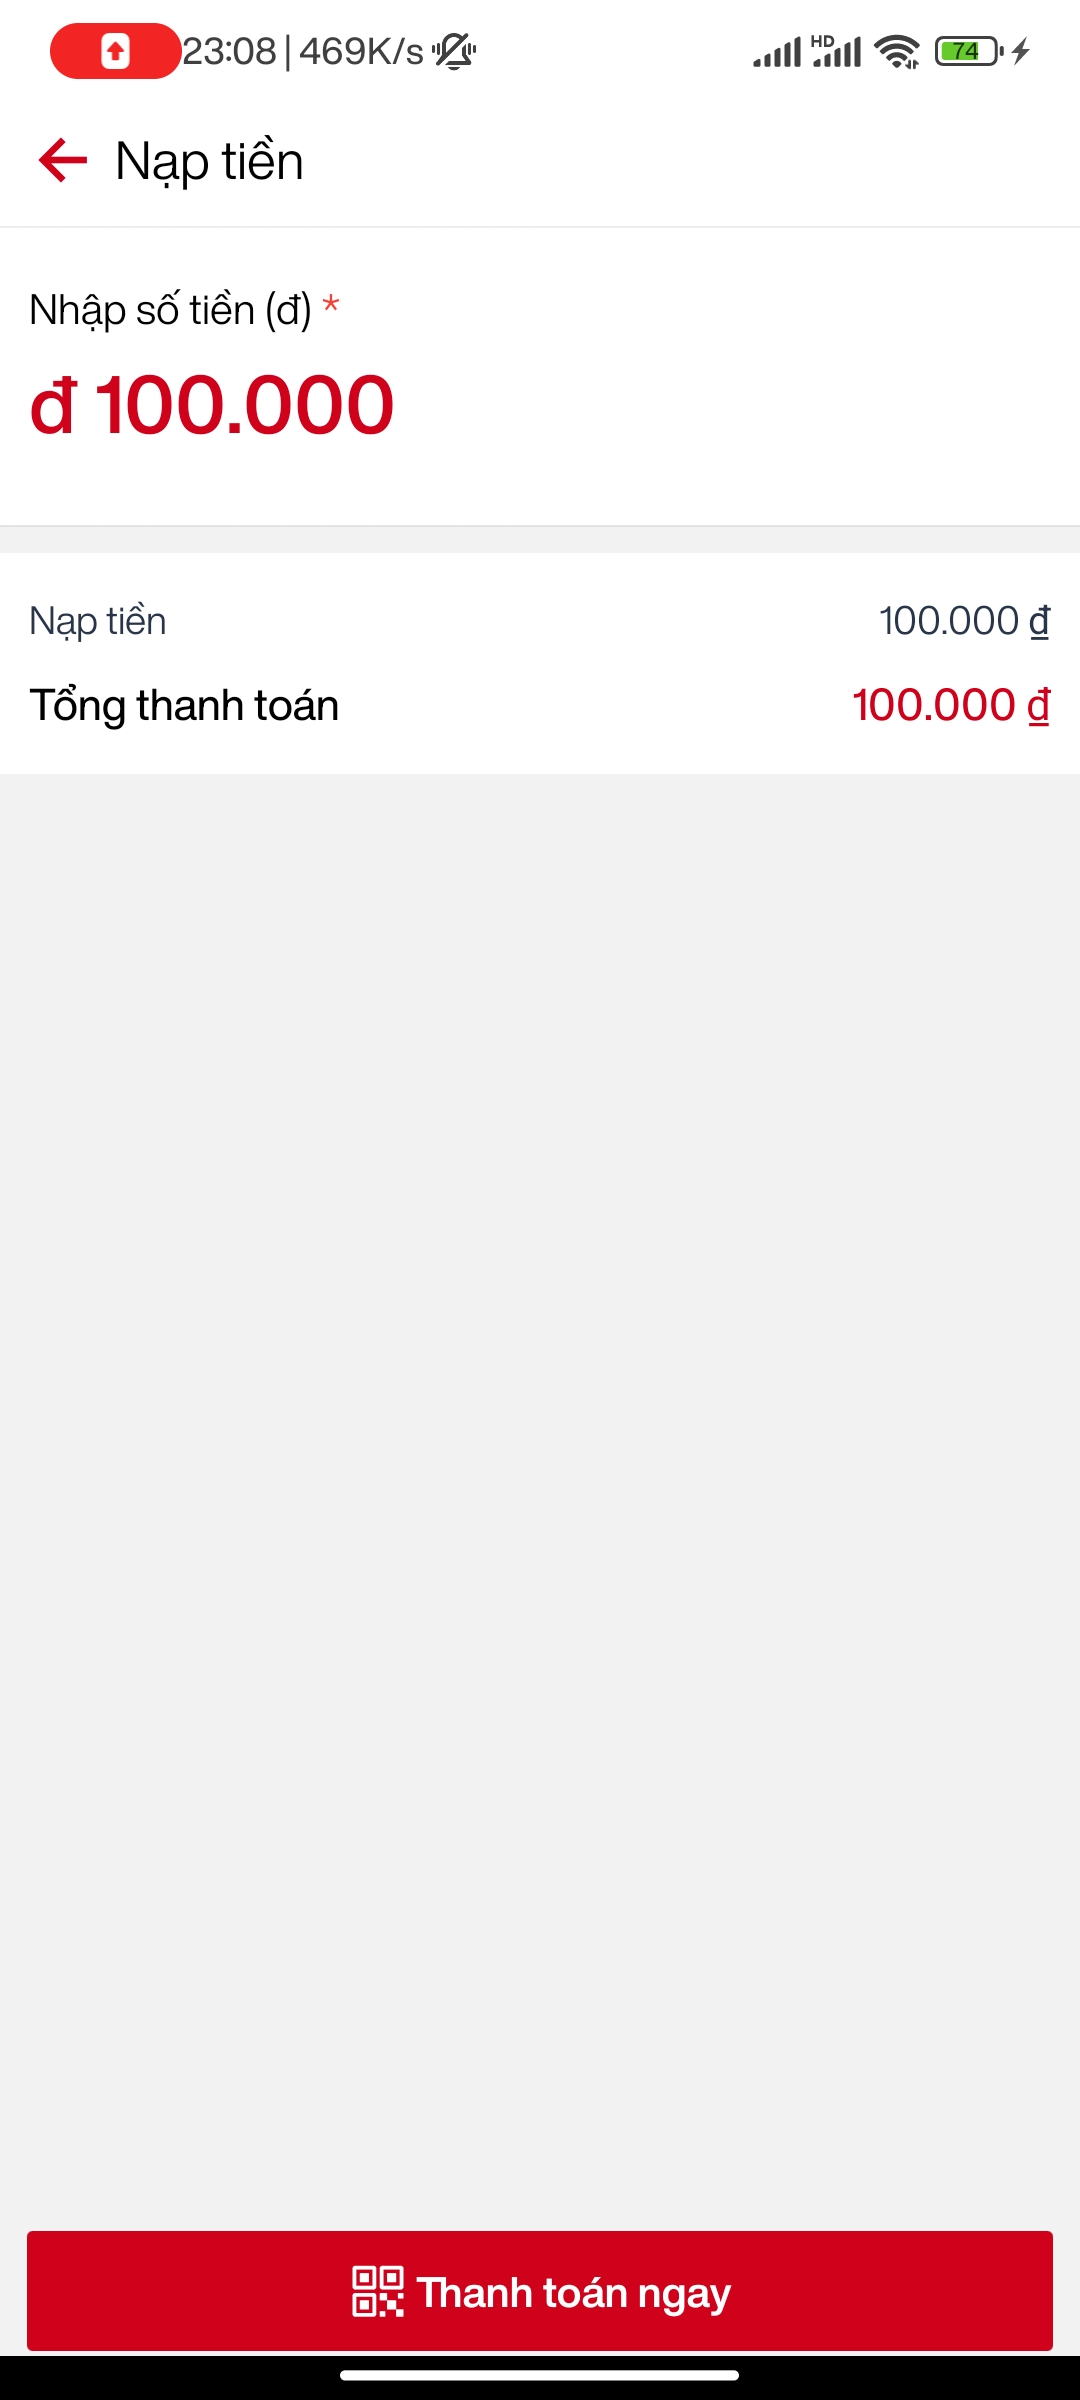 23:08 | 469K/s HD 74
Nạp tiền
Nhập số tiền (đ) *
đ 100.000
Nạp tiền 100.000 ₫
Tổng thanh toán 100.000 ₫
Thanh toán ngay